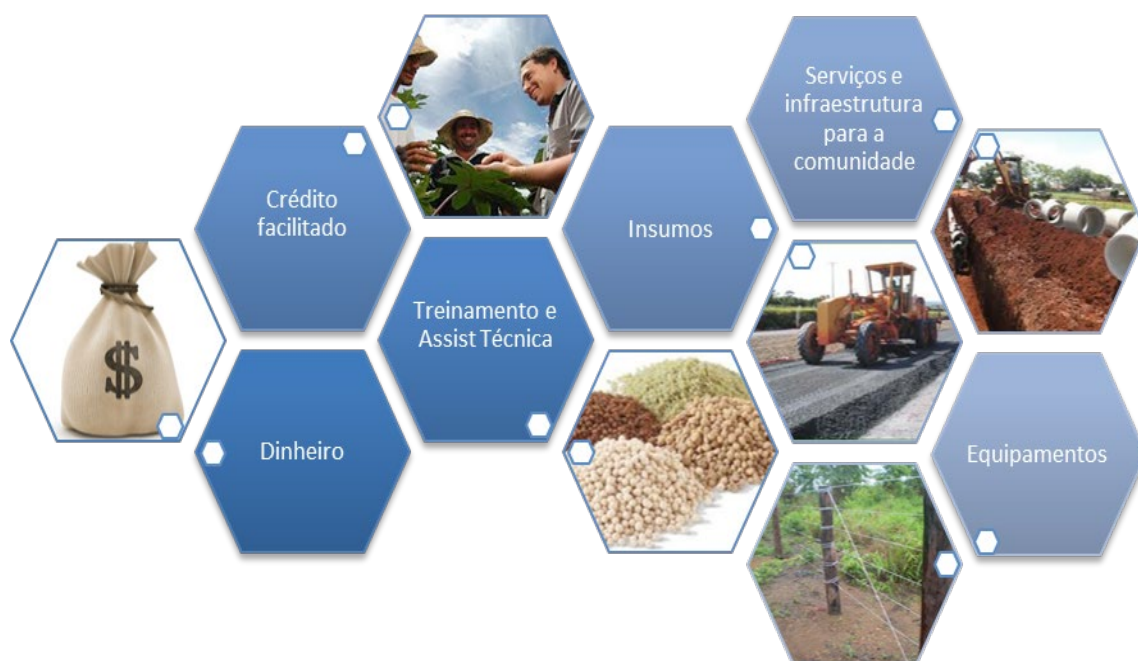 Serviços e
infraestrutura
para a
comunidade
Crédito
facilitado
Insumos
Treinamento e
Assist Técnica
Dinheiro
Equipamentos
$